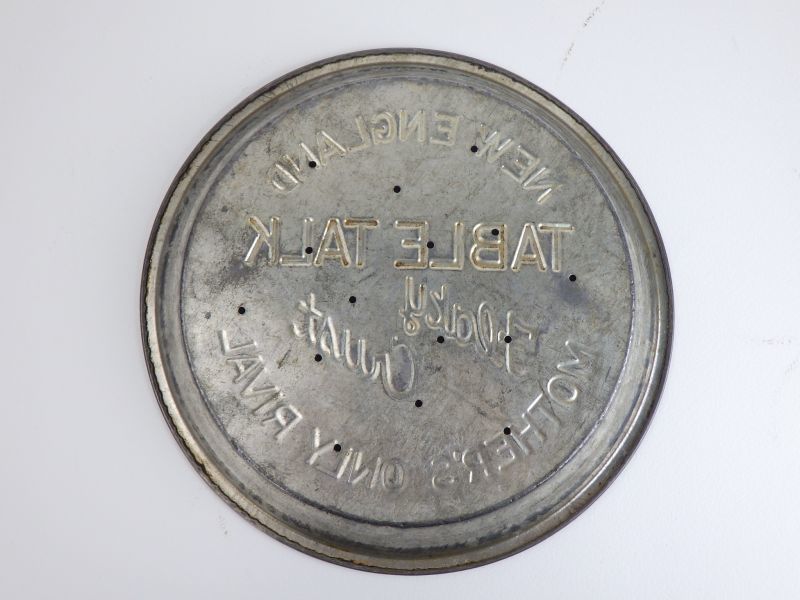 NEW ENGLAND
TABLE TALK
Flaky
Crust
MOTHER'S ONLY RIVAL